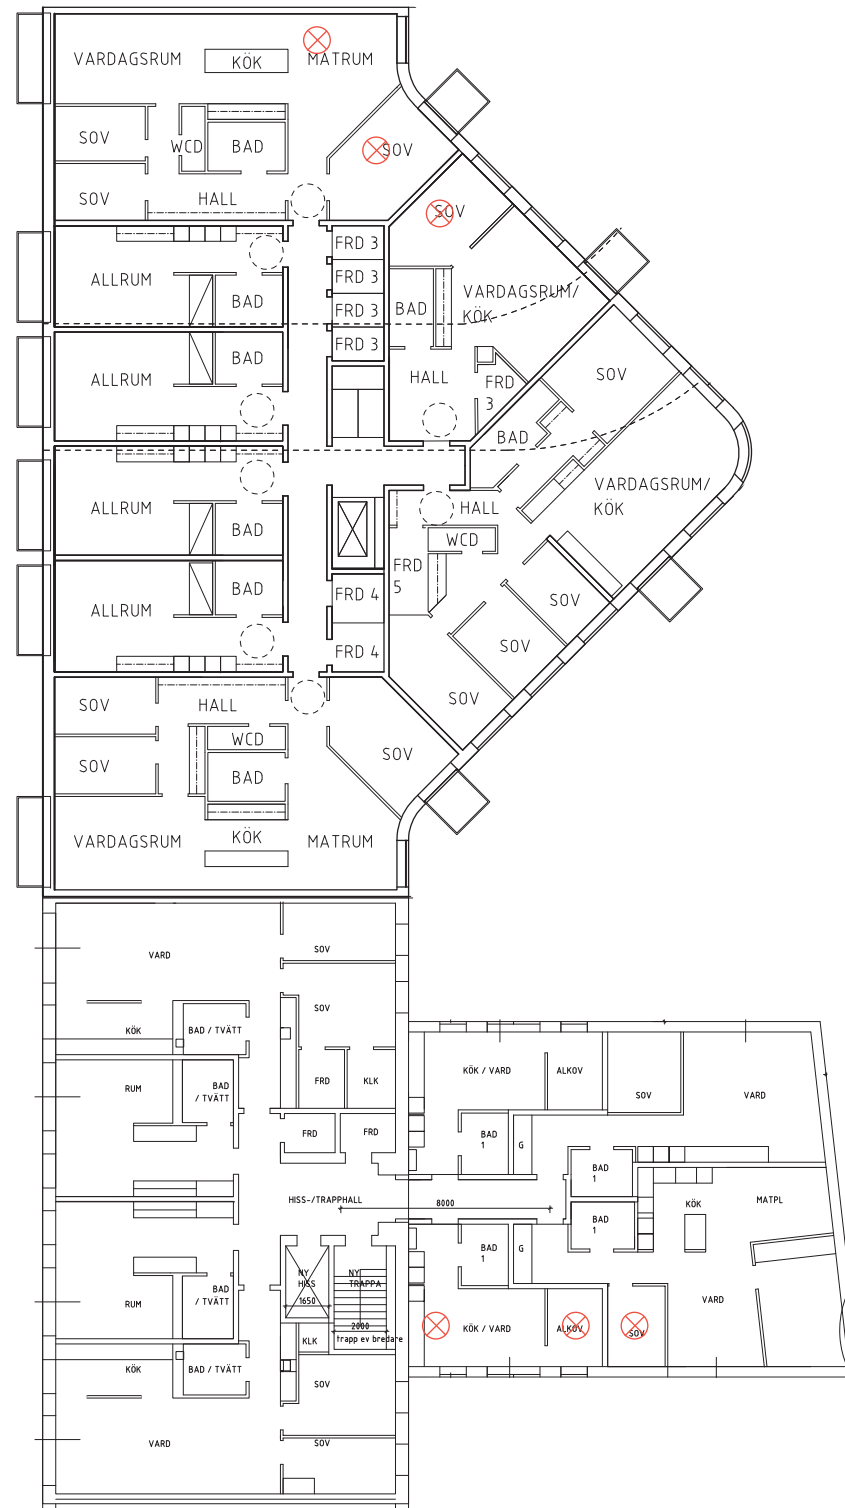 VARDAGSRUM
KÖK
MATRUM
SOV
WCD
BAD
SOV
SOV
HALL
SOV
FRD 3
ALLRUM
BAD
FRD 3
FRD 3
FRD 3
BAD
VARDAGSRUM/
KÖK
BAD
ALLRUM
HALL
FRD
3
SOV
BAD
ALLRUM
BAD
HALL
VARDAGSRUM/
KÖK
WCD
ALLRUM
BAD
FRD 4
FRD
5
SOV
FRD 4
SOV
SOV
SOV
HALL
WCD
SOV
SOV
BAD
VARDAGSRUM
KÖK
MATRUM
VARD
SOV
SOV
KÖK
BAD / TVÄTT
RUM
BAD
/ TVÄTT
FRD
KLK
KÖK / VARD
ALKOV
SOV
VARD
FRD
FRD
BAD
1
G
BAD
1
HISS-/TRAPPHALL
8000
KÖK
MATPL
BAD
1
BAD
1
G
NY
HISS
NY
TRAPPA
1650
RUM
BAD
/ TVÄTT
VARD
2000
trapp ev bredare
KÖK / VARD
ALKOV
SOV
KLK
KÖK
BAD / TVÄTT
SOV
VARD
SOV